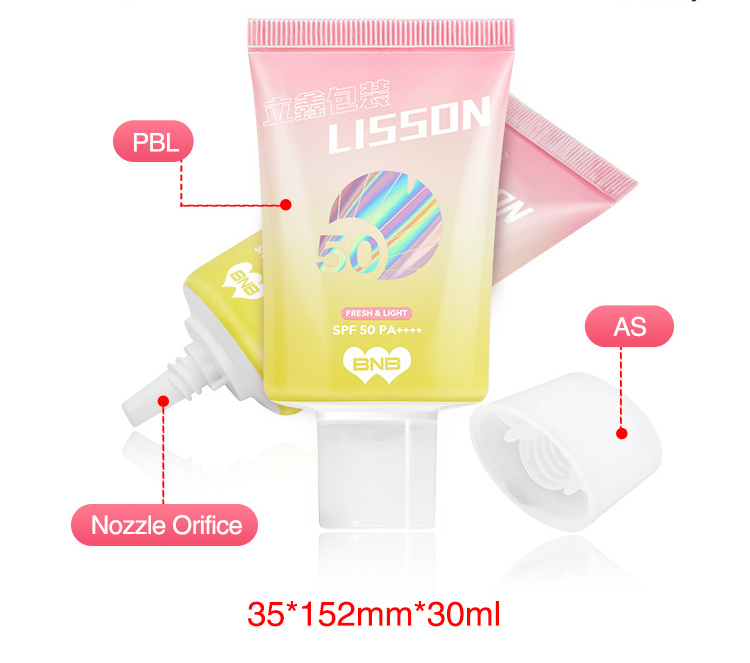 立鑫包装
LISSON
PBL
50
FRESH & LIGHT
SPF 50 PA++++
BNB
BNB
AS
Nozzle Orifice
35*152mm*30ml